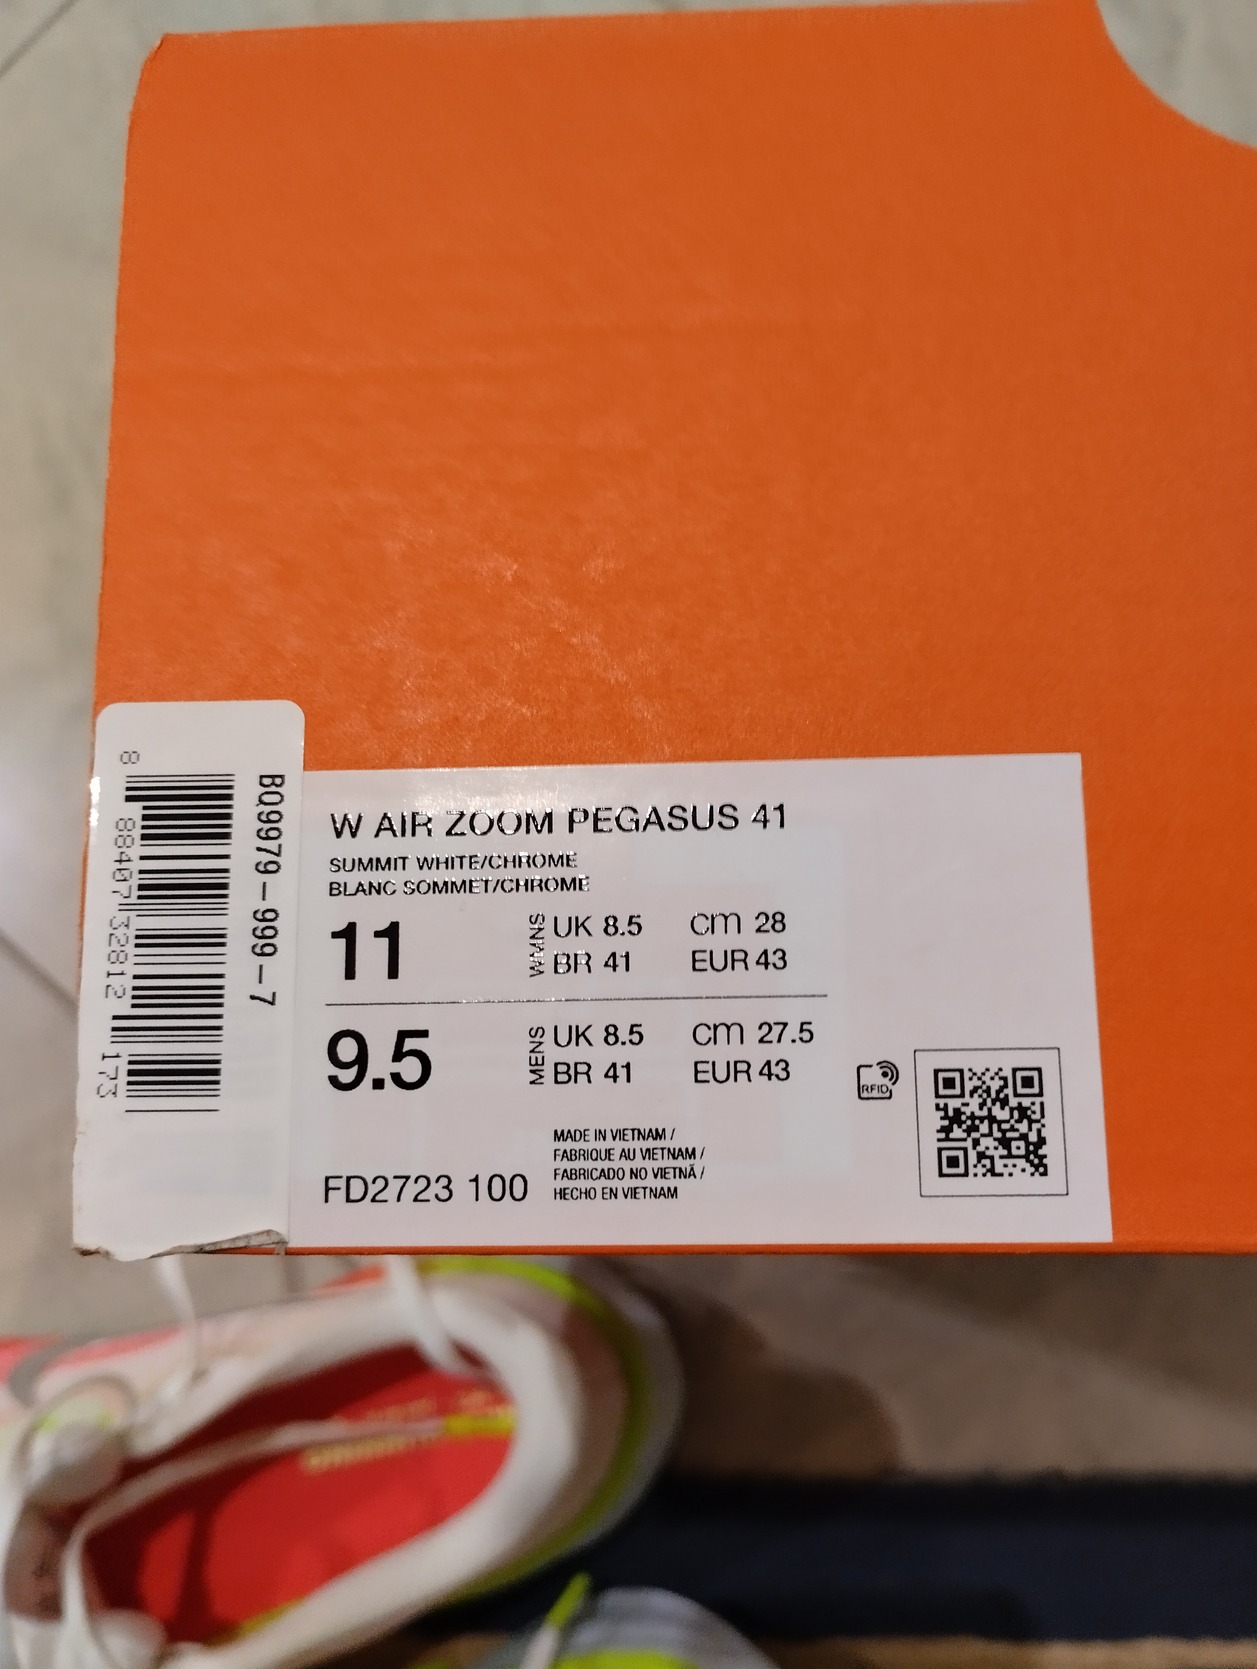 BQ9979-999-7
8 88407 32812 173
W AIR ZOOM PEGASUS 41
SUMMIT WHITE/CHROME
BLANC SOMMET/CHROME
11 WMNS UK 8.5 cm 28
BR 41 EUR 43
9.5 MENS UK 8.5 cm 27.5
BR 41 EUR 43
RFID
MADE IN VIETNAM /
FABRIQUE AU VIETNAM /
FABRICADO NO VIETNÃ /
HECHO EN VIETNAM
FD2723 100